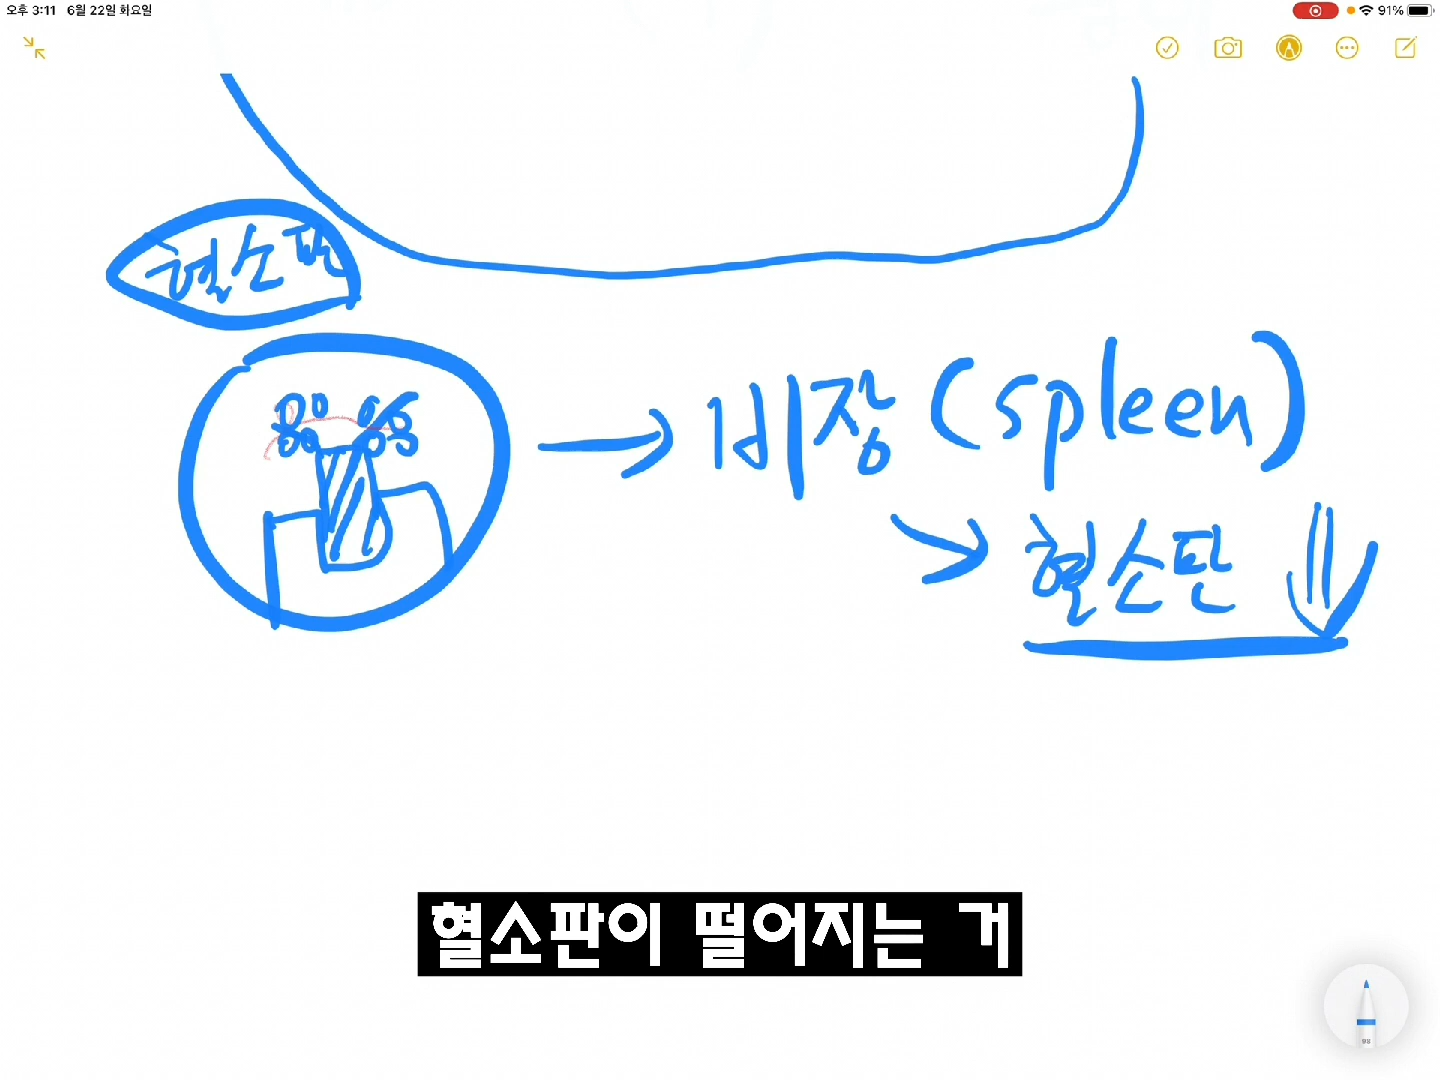 오후 3:11 6월 22일 화요일
91%
혈소판
비장 (spleen)
혈소판
혈소판이 떨어지는 거
98